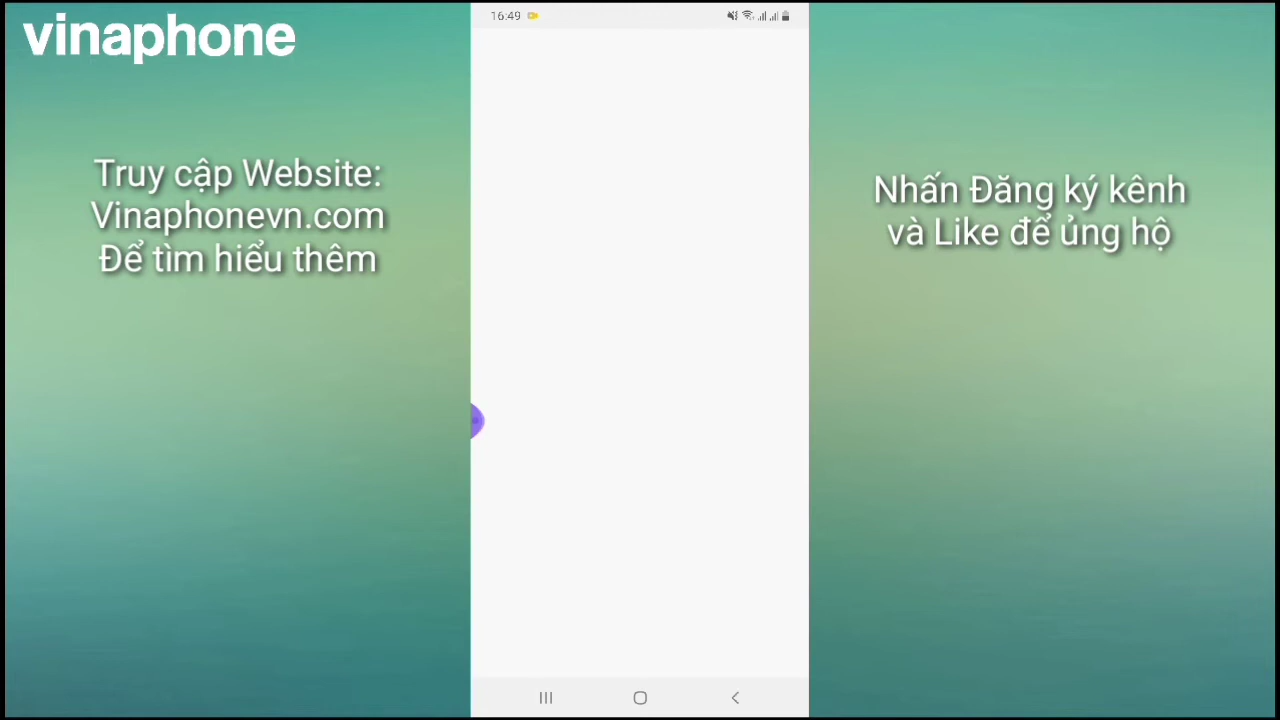 vinaphone
16:49
Truy cập Website:
Vinaphonevn.com
Để tìm hiểu thêm
Nhấn Đăng ký kênh
và Like để ủng hộ